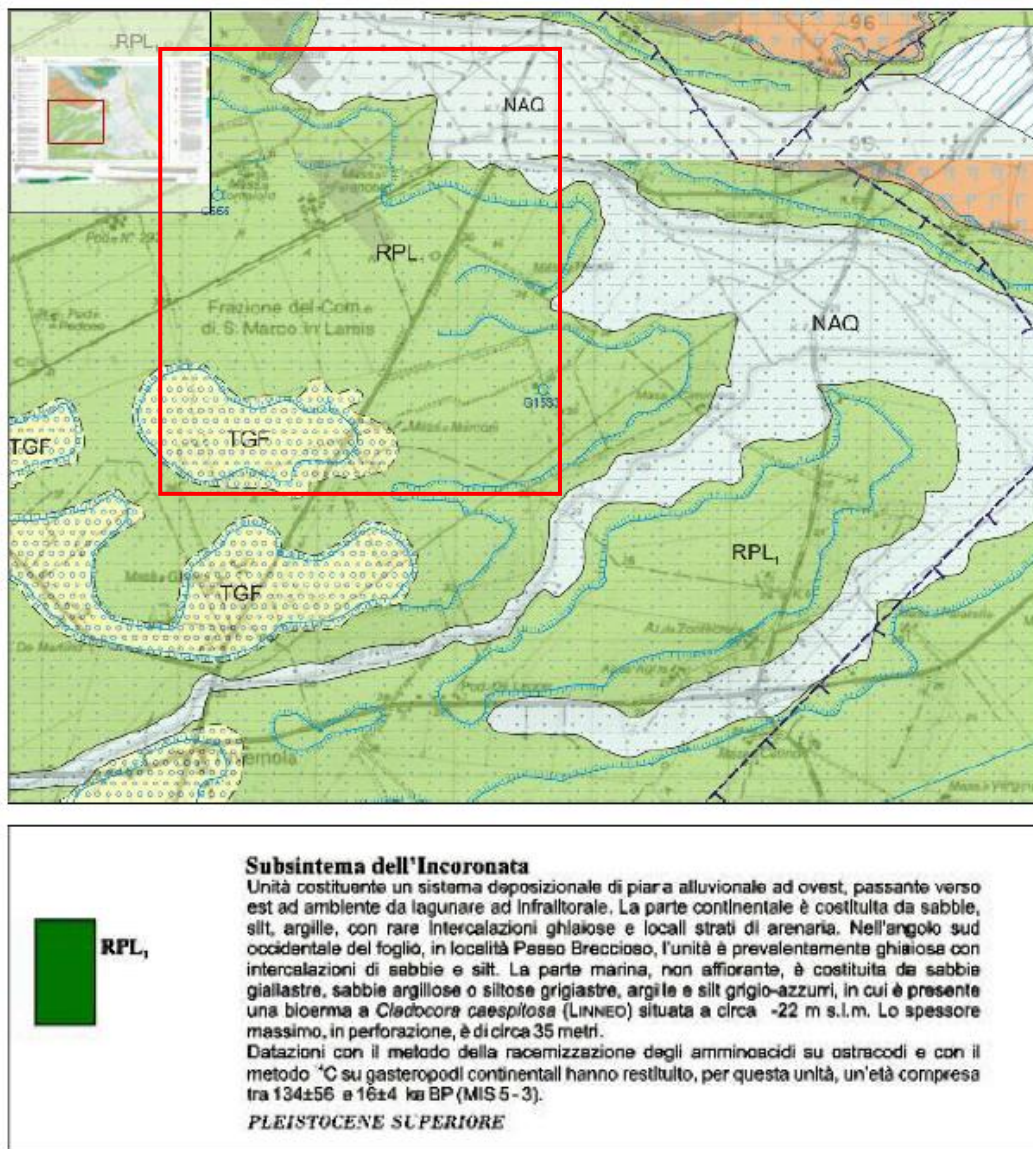 RPL₁
NAQ
96
95
G566
RPL₁
Frazione del Com.e
di S. Marco in Lamis
NAQ
G1533
TGF
TGF
TGF
RPL₁
Subsintema dell'Incoronata
Unità costituente un sistema deposizionale di piana alluvionale ad ovest, passante verso
est ad ambiente da lagunare ad infralitorale. La parte continentale è costituita da sabbie,
silt, argille, con rare intercalazioni ghiaiose e locali strati di arenaria. Nell'angolo sud
occidentale del foglio, in località Passo Breccioso, l'unità è prevalentemente ghiaiosa con
intercalazioni di sabbie e silt. La parte marina, non affiorante, è costituita da sabbie
giallastre, sabbie argillose o siltose grigiastre, argille e silt grigio-azzurri, in cui è presente
una bioerma a Cladocora caespitosa (LINNEO) situata a circa -22 m s.l.m. Lo spessore
massimo, in perforazione, è di circa 35 metri.
RPL₁
Datazioni con il metodo della racemizzazione degli amminoacidi su ostracodi e con il
metodo ¹⁴C su gasteropodi continentali hanno restituito, per questa unità, un'età compresa
tra 134±56 e 16±4 ka BP (MIS 5-3).
PLEISTOCENE SUPERIORE